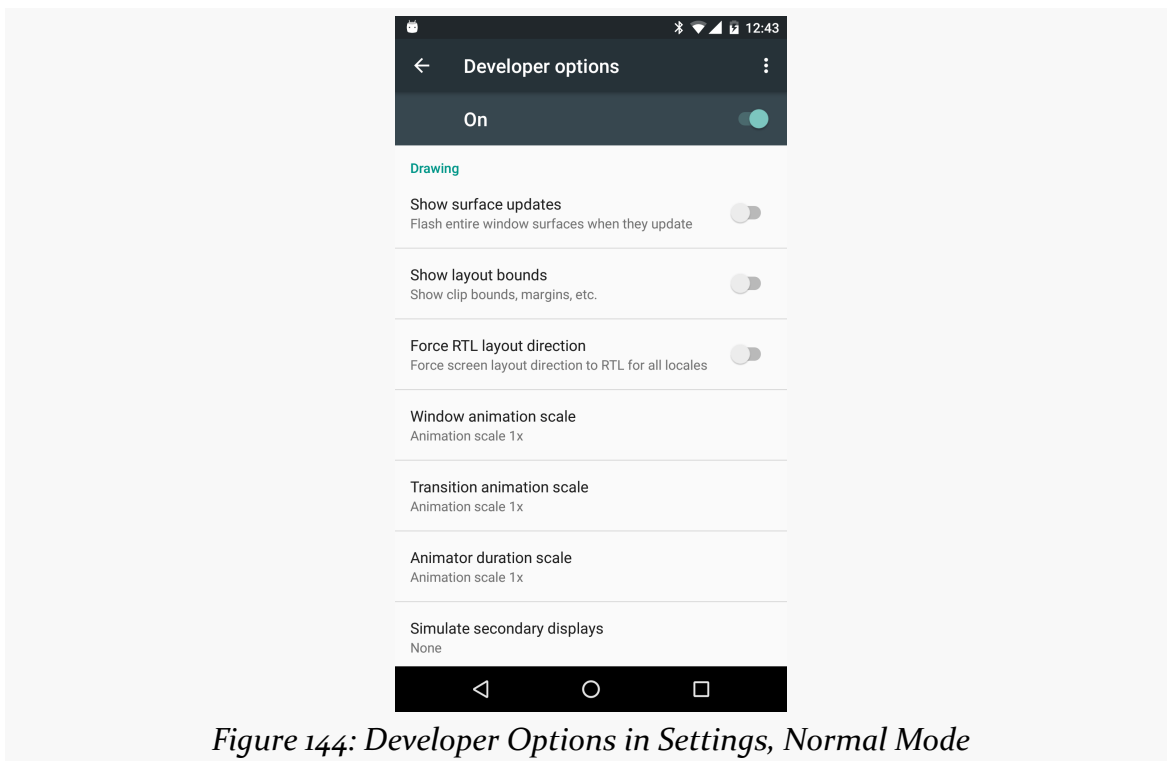 12:43
Developer options
On
Drawing
Show surface updates
Flash entire window surfaces when they update
Show layout bounds
Show clip bounds, margins, etc.
Force RTL layout direction
Force screen layout direction to RTL for all locales
Window animation scale
Animation scale 1x
Transition animation scale
Animation scale 1x
Animator duration scale
Animation scale 1x
Simulate secondary displays
None
Figure 144: Developer Options in Settings, Normal Mode